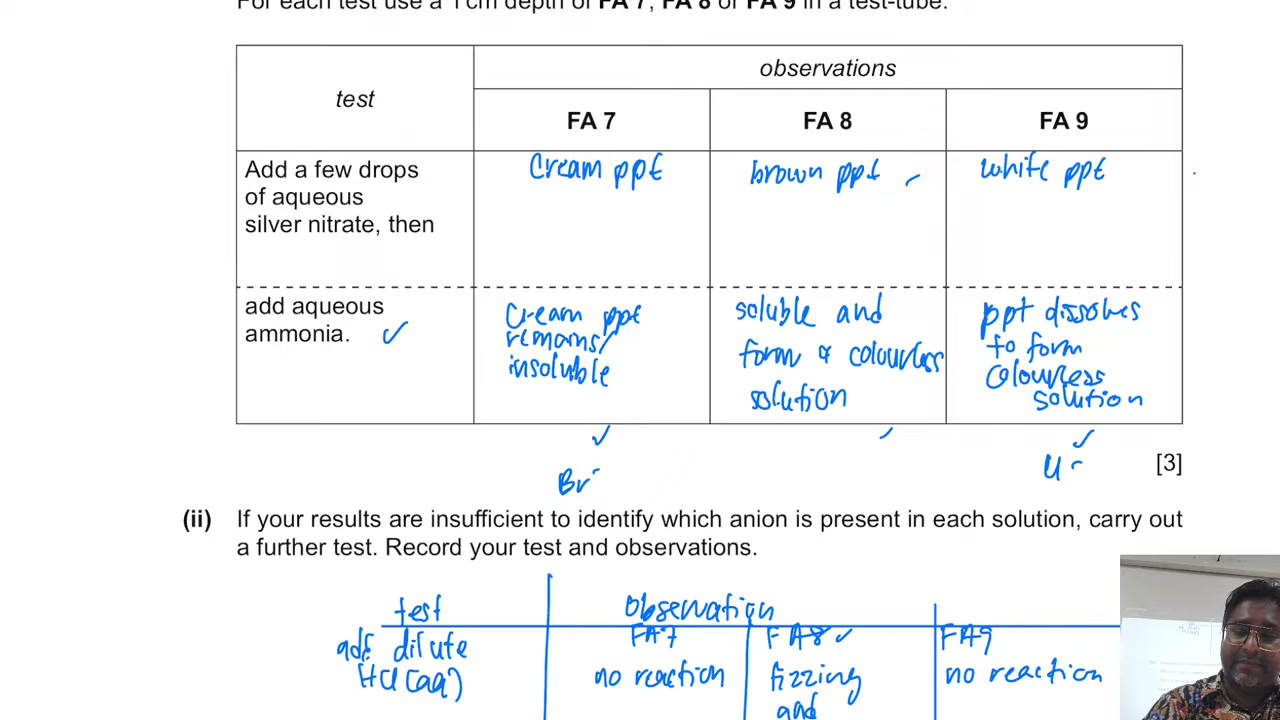 For each test use a 1 cm depth of FA 7, FA 8 or FA 9 in a test-tube.
test
observations
FA 7
FA 8
FA 9
Add a few drops
of aqueous
silver nitrate, then
cream ppt
brown ppt
white ppt
add aqueous
ammonia.
cream ppt
remains/
insoluble
soluble and
form a colourless
solution
ppt dissolves
to form
colourless
solution
Br⁻
[3]
(ii) If your results are insufficient to identify which anion is present in each solution, carry out
a further test. Record your test and observations.
test
observation
add dilute
HCl(aq)
FA7
no reaction
FA8
fizzing
and
FA9
no reaction